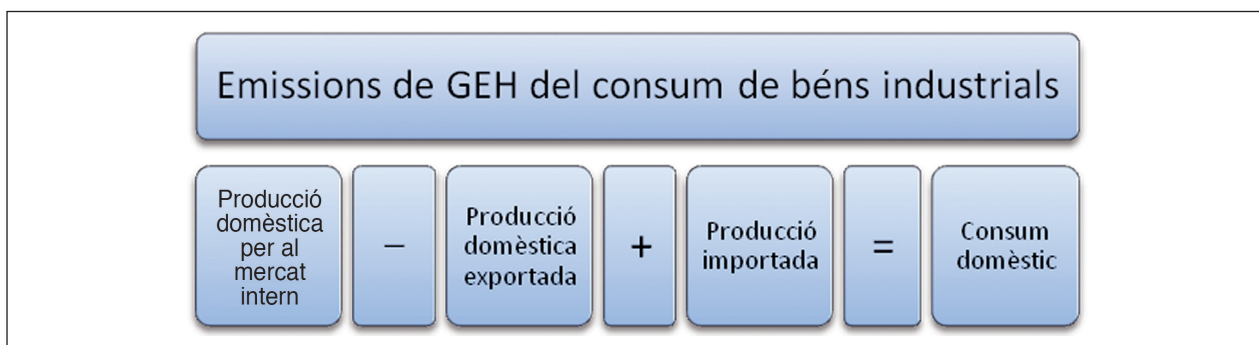 Emissions de GEH del consum de béns industrials
Producció
domèstica
per al
mercat
intern
–
Producció
domèstica
exportada
+
Producció
importada
=
Consum
domèstic